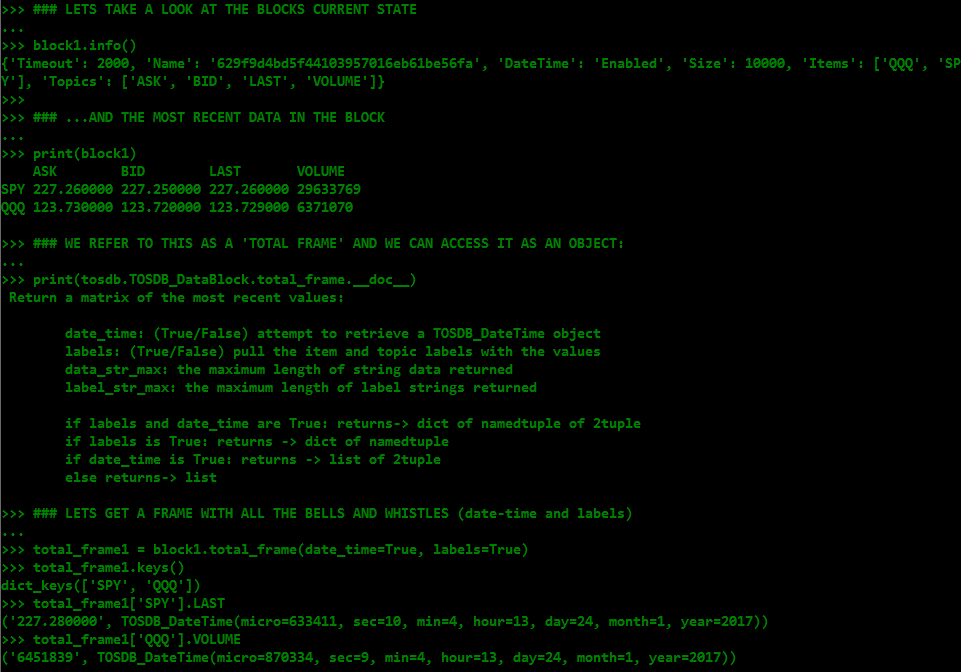 >>> ### LETS TAKE A LOOK AT THE BLOCKS CURRENT STATE
...
>>> block1.info()
{'Timeout': 2000, 'Name': '629f9d4bd5f44103957016eb61be56fa', 'DateTime': 'Enabled', 'Size': 10000, 'Items': ['QQQ', 'SP
Y'], 'Topics': ['ASK', 'BID', 'LAST', 'VOLUME']}
>>>
>>> ### ...AND THE MOST RECENT DATA IN THE BLOCK
...
>>> print(block1)
    ASK        BID        LAST       VOLUME
SPY 227.260000 227.250000 227.260000 29633769
QQQ 123.730000 123.720000 123.729000 6371070

>>> ### WE REFER TO THIS AS A 'TOTAL FRAME' AND WE CAN ACCESS IT AS AN OBJECT:
...
>>> print(tosdb.TOSDB_DataBlock.total_frame.__doc__)
 Return a matrix of the most recent values:

        date_time: (True/False) attempt to retrieve a TOSDB_DateTime object
        labels: (True/False) pull the item and topic labels with the values
        data_str_max: the maximum length of string data returned
        label_str_max: the maximum length of label strings returned

        if labels and date_time are True: returns-> dict of namedtuple of 2tuple
        if labels is True: returns -> dict of namedtuple
        if date_time is True: returns -> list of 2tuple
        else returns-> list

>>> ### LETS GET A FRAME WITH ALL THE BELLS AND WHISTLES (date-time and labels)
...
>>> total_frame1 = block1.total_frame(date_time=True, labels=True)
>>> total_frame1.keys()
dict_keys(['SPY', 'QQQ'])
>>> total_frame1['SPY'].LAST
('227.280000', TOSDB_DateTime(micro=633411, sec=10, min=4, hour=13, day=24, month=1, year=2017))
>>> total_frame1['QQQ'].VOLUME
('6451839', TOSDB_DateTime(micro=870334, sec=9, min=4, hour=13, day=24, month=1, year=2017))